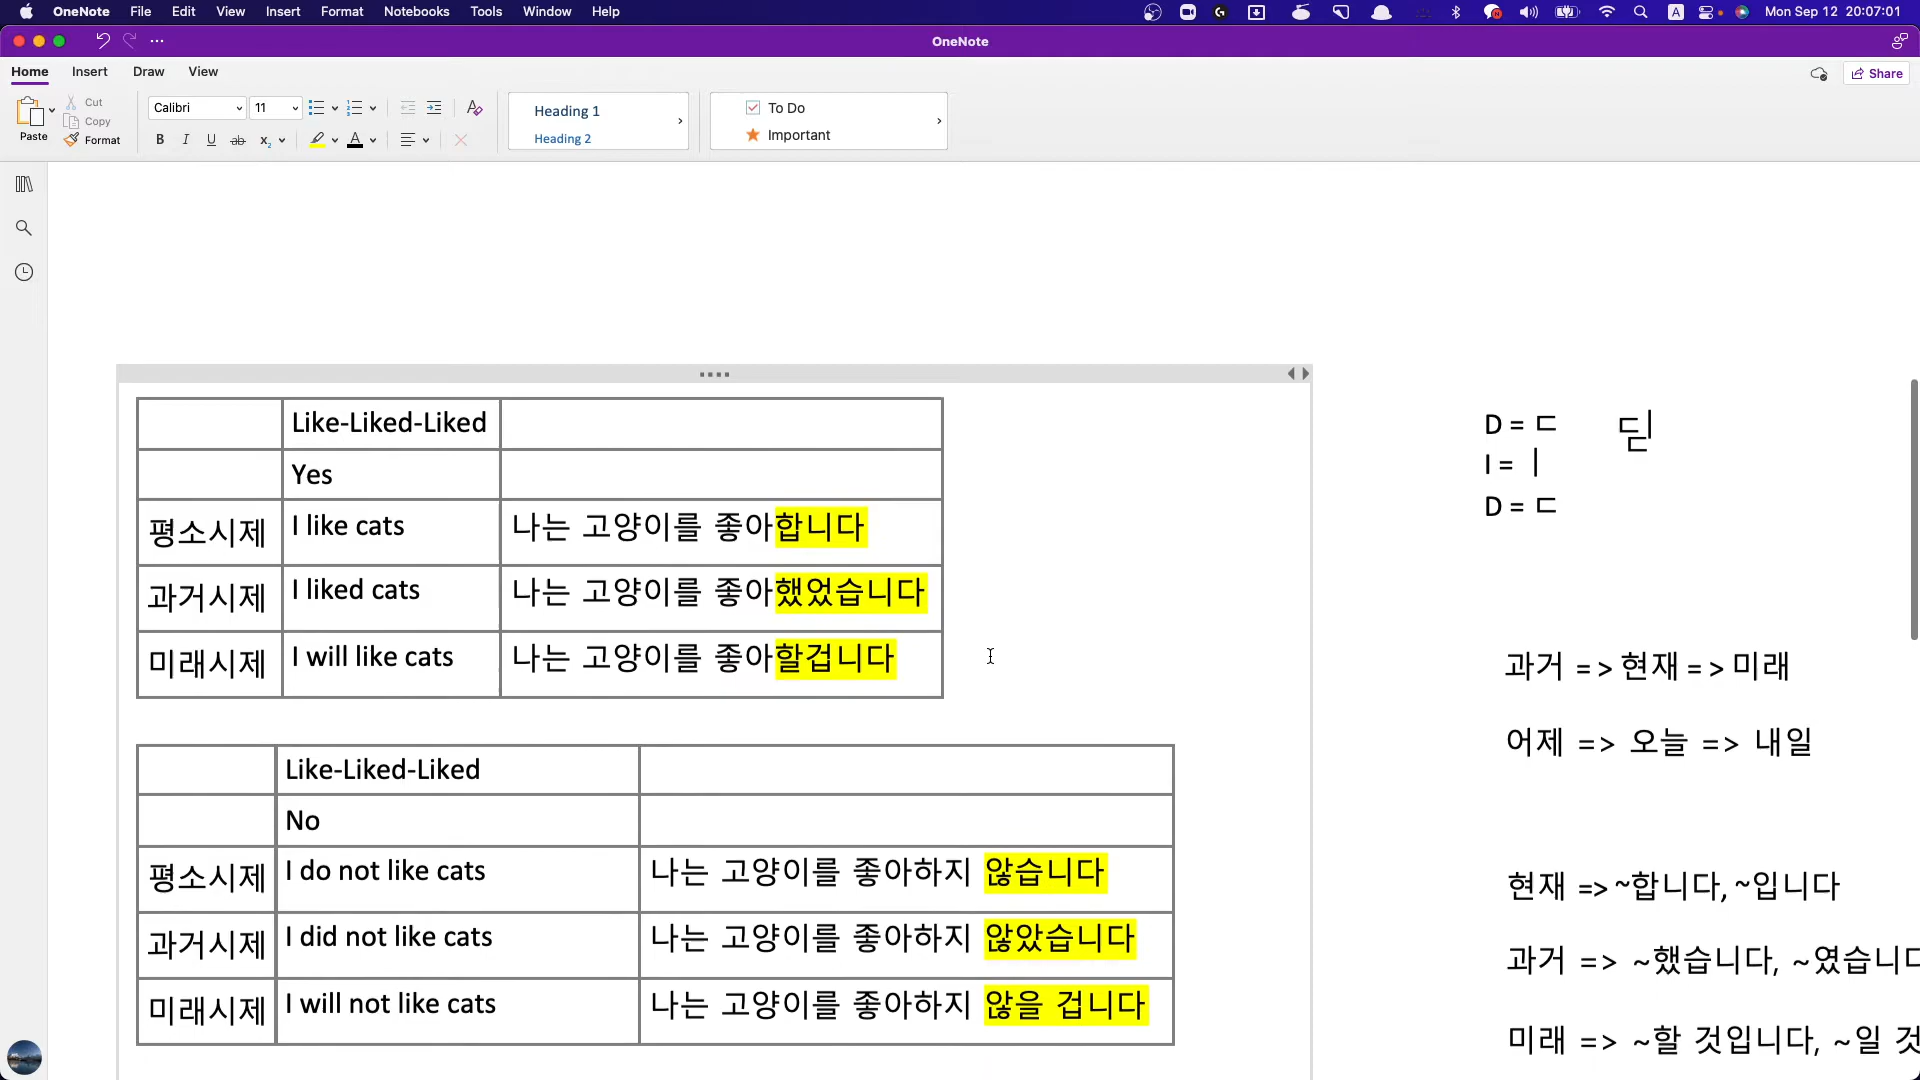 OneNote File Edit View Insert Format Notebooks Tools Window Help
A Mon Sep 12 20:07:01
OneNote
Home Insert Draw View
Share
Paste Cut
Copy
Format
Calibri 11
B I U ab x₂ A
Heading 1
Heading 2
To Do
Important
Like-Liked-Liked
Yes
평소시제 I like cats 나는 고양이를 좋아합니다
과거시제 I liked cats 나는 고양이를 좋아했었습니다
미래시제 I will like cats 나는 고양이를 좋아할겁니다
Like-Liked-Liked
No
평소시제 I do not like cats 나는 고양이를 좋아하지 않습니다
과거시제 I did not like cats 나는 고양이를 좋아하지 않았습니다
미래시제 I will not like cats 나는 고양이를 좋아하지 않을 겁니다
D = ㄷ 딛
I = ㅣ
D = ㄷ
과거 => 현재 => 미래
어제 => 오늘 => 내일
현재 => ~합니다, ~입니다
과거 => ~했습니다, ~였습니다
미래 => ~할 것입니다, ~일 것